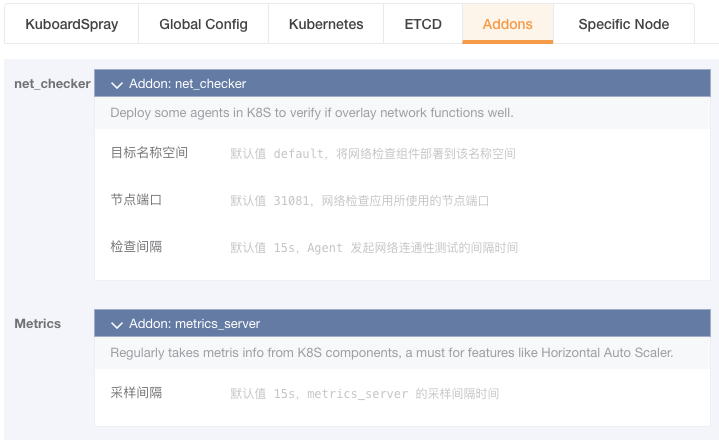 KuboardSpray Global Config Kubernetes ETCD Addons Specific Node
net_checker Addon: net_checker
Deploy some agents in K8S to verify if overlay network functions well.
目标名称空间 默认值 default，将网络检查组件部署到该名称空间
节点端口 默认值 31081，网络检查应用所使用的节点端口
检查间隔 默认值 15s，Agent 发起网络连通性测试的间隔时间
Metrics Addon: metrics_server
Regularly takes metris info from K8S components, a must for features like Horizontal Auto Scaler.
采样间隔 默认值 15s，metrics_server 的采样间隔时间